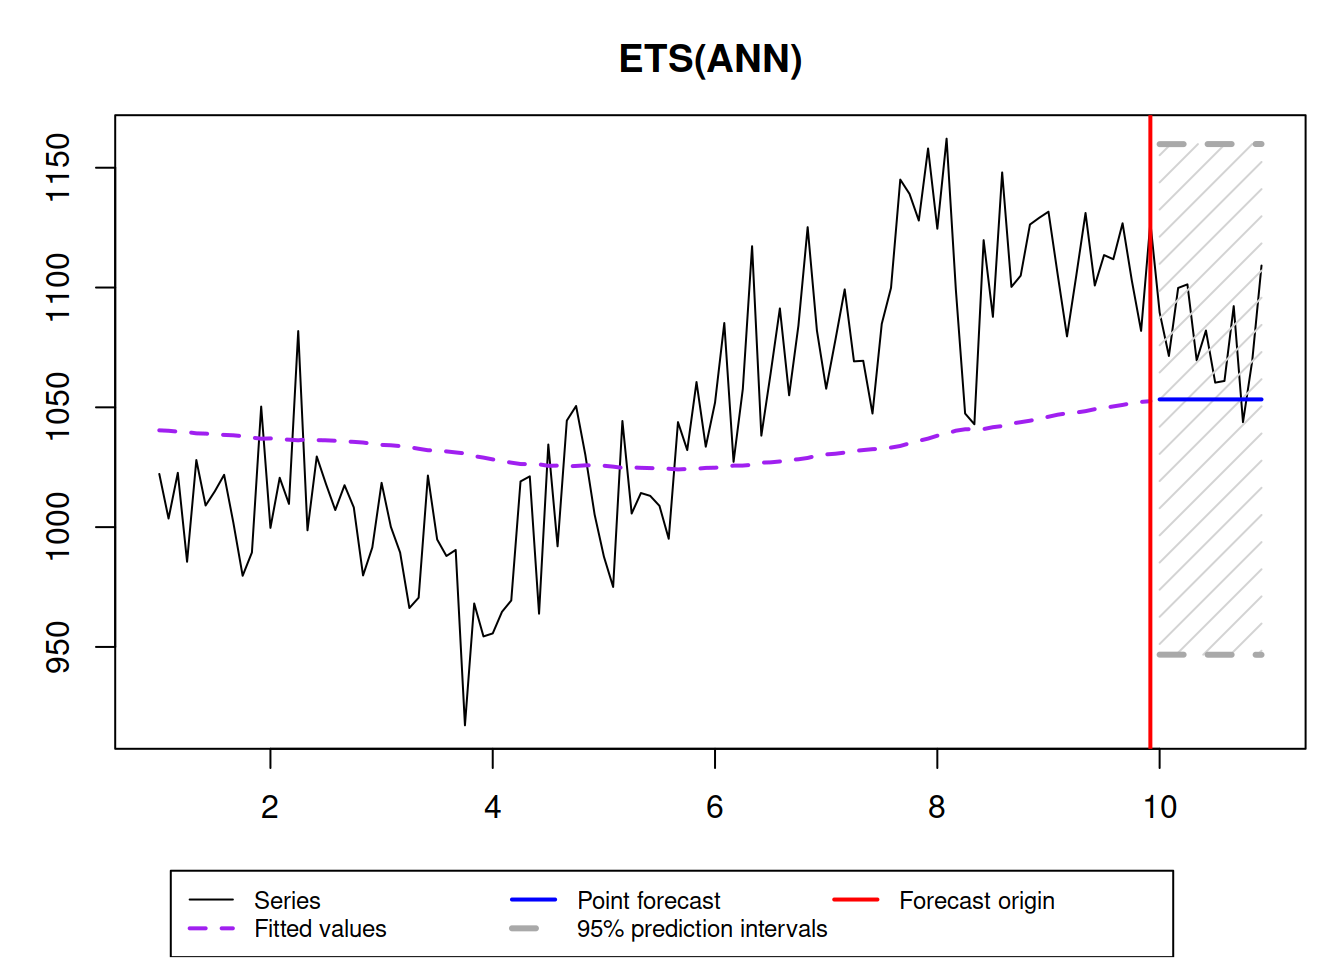 ETS(ANN)
1150
1100
1050
1000
950
2 4 6 8 10
Series Point forecast Forecast origin
Fitted values 95% prediction intervals